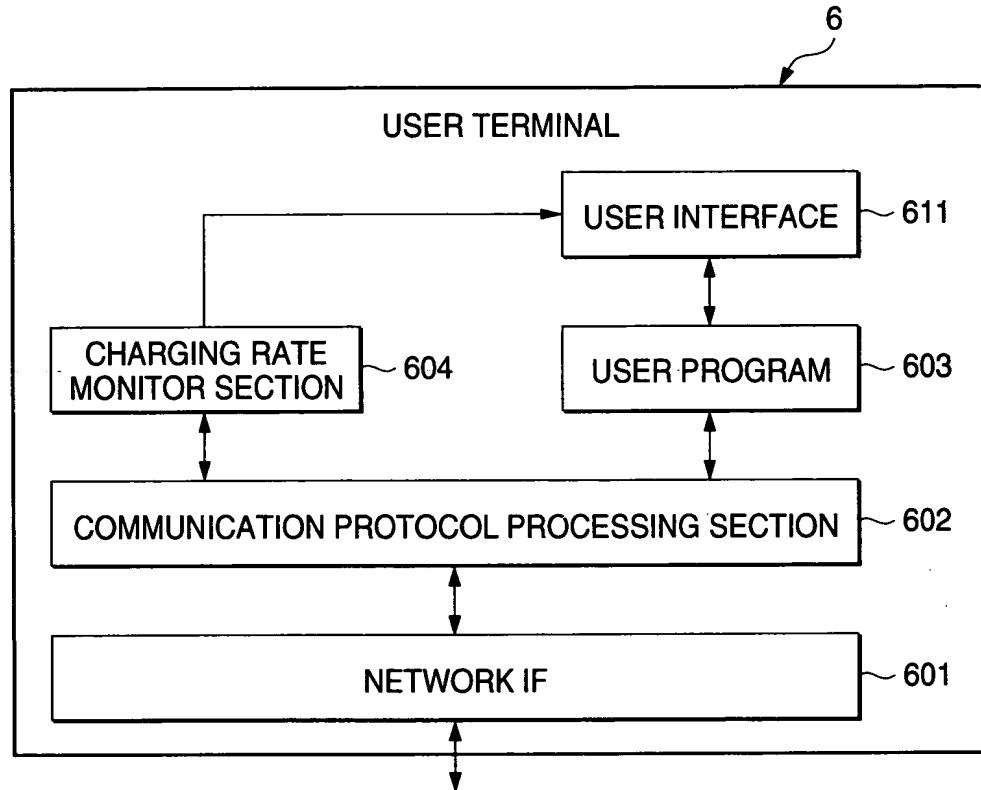 6
USER TERMINAL
USER INTERFACE
611
CHARGING RATE
MONITOR SECTION
604
USER PROGRAM
603
COMMUNICATION PROTOCOL PROCESSING SECTION
602
NETWORK IF
601